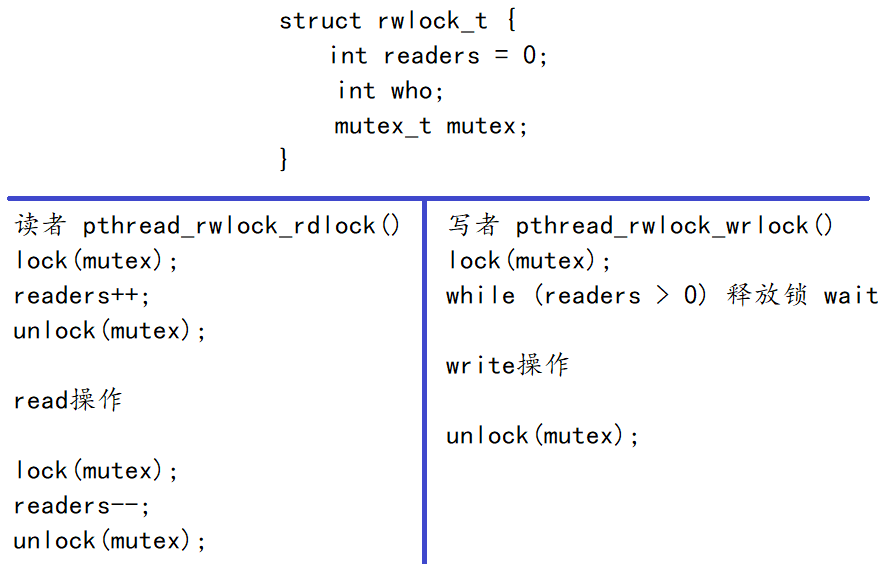 struct rwlock_t {
int readers = 0;
int who;
mutex_t mutex;
}
读者 pthread_rwlock_rdlock()
lock(mutex);
readers++;
unlock(mutex);
read操作
lock(mutex);
readers--;
unlock(mutex);
写者 pthread_rwlock_wrlock()
lock(mutex);
while (readers > 0) 释放锁 wait
write操作
unlock(mutex);